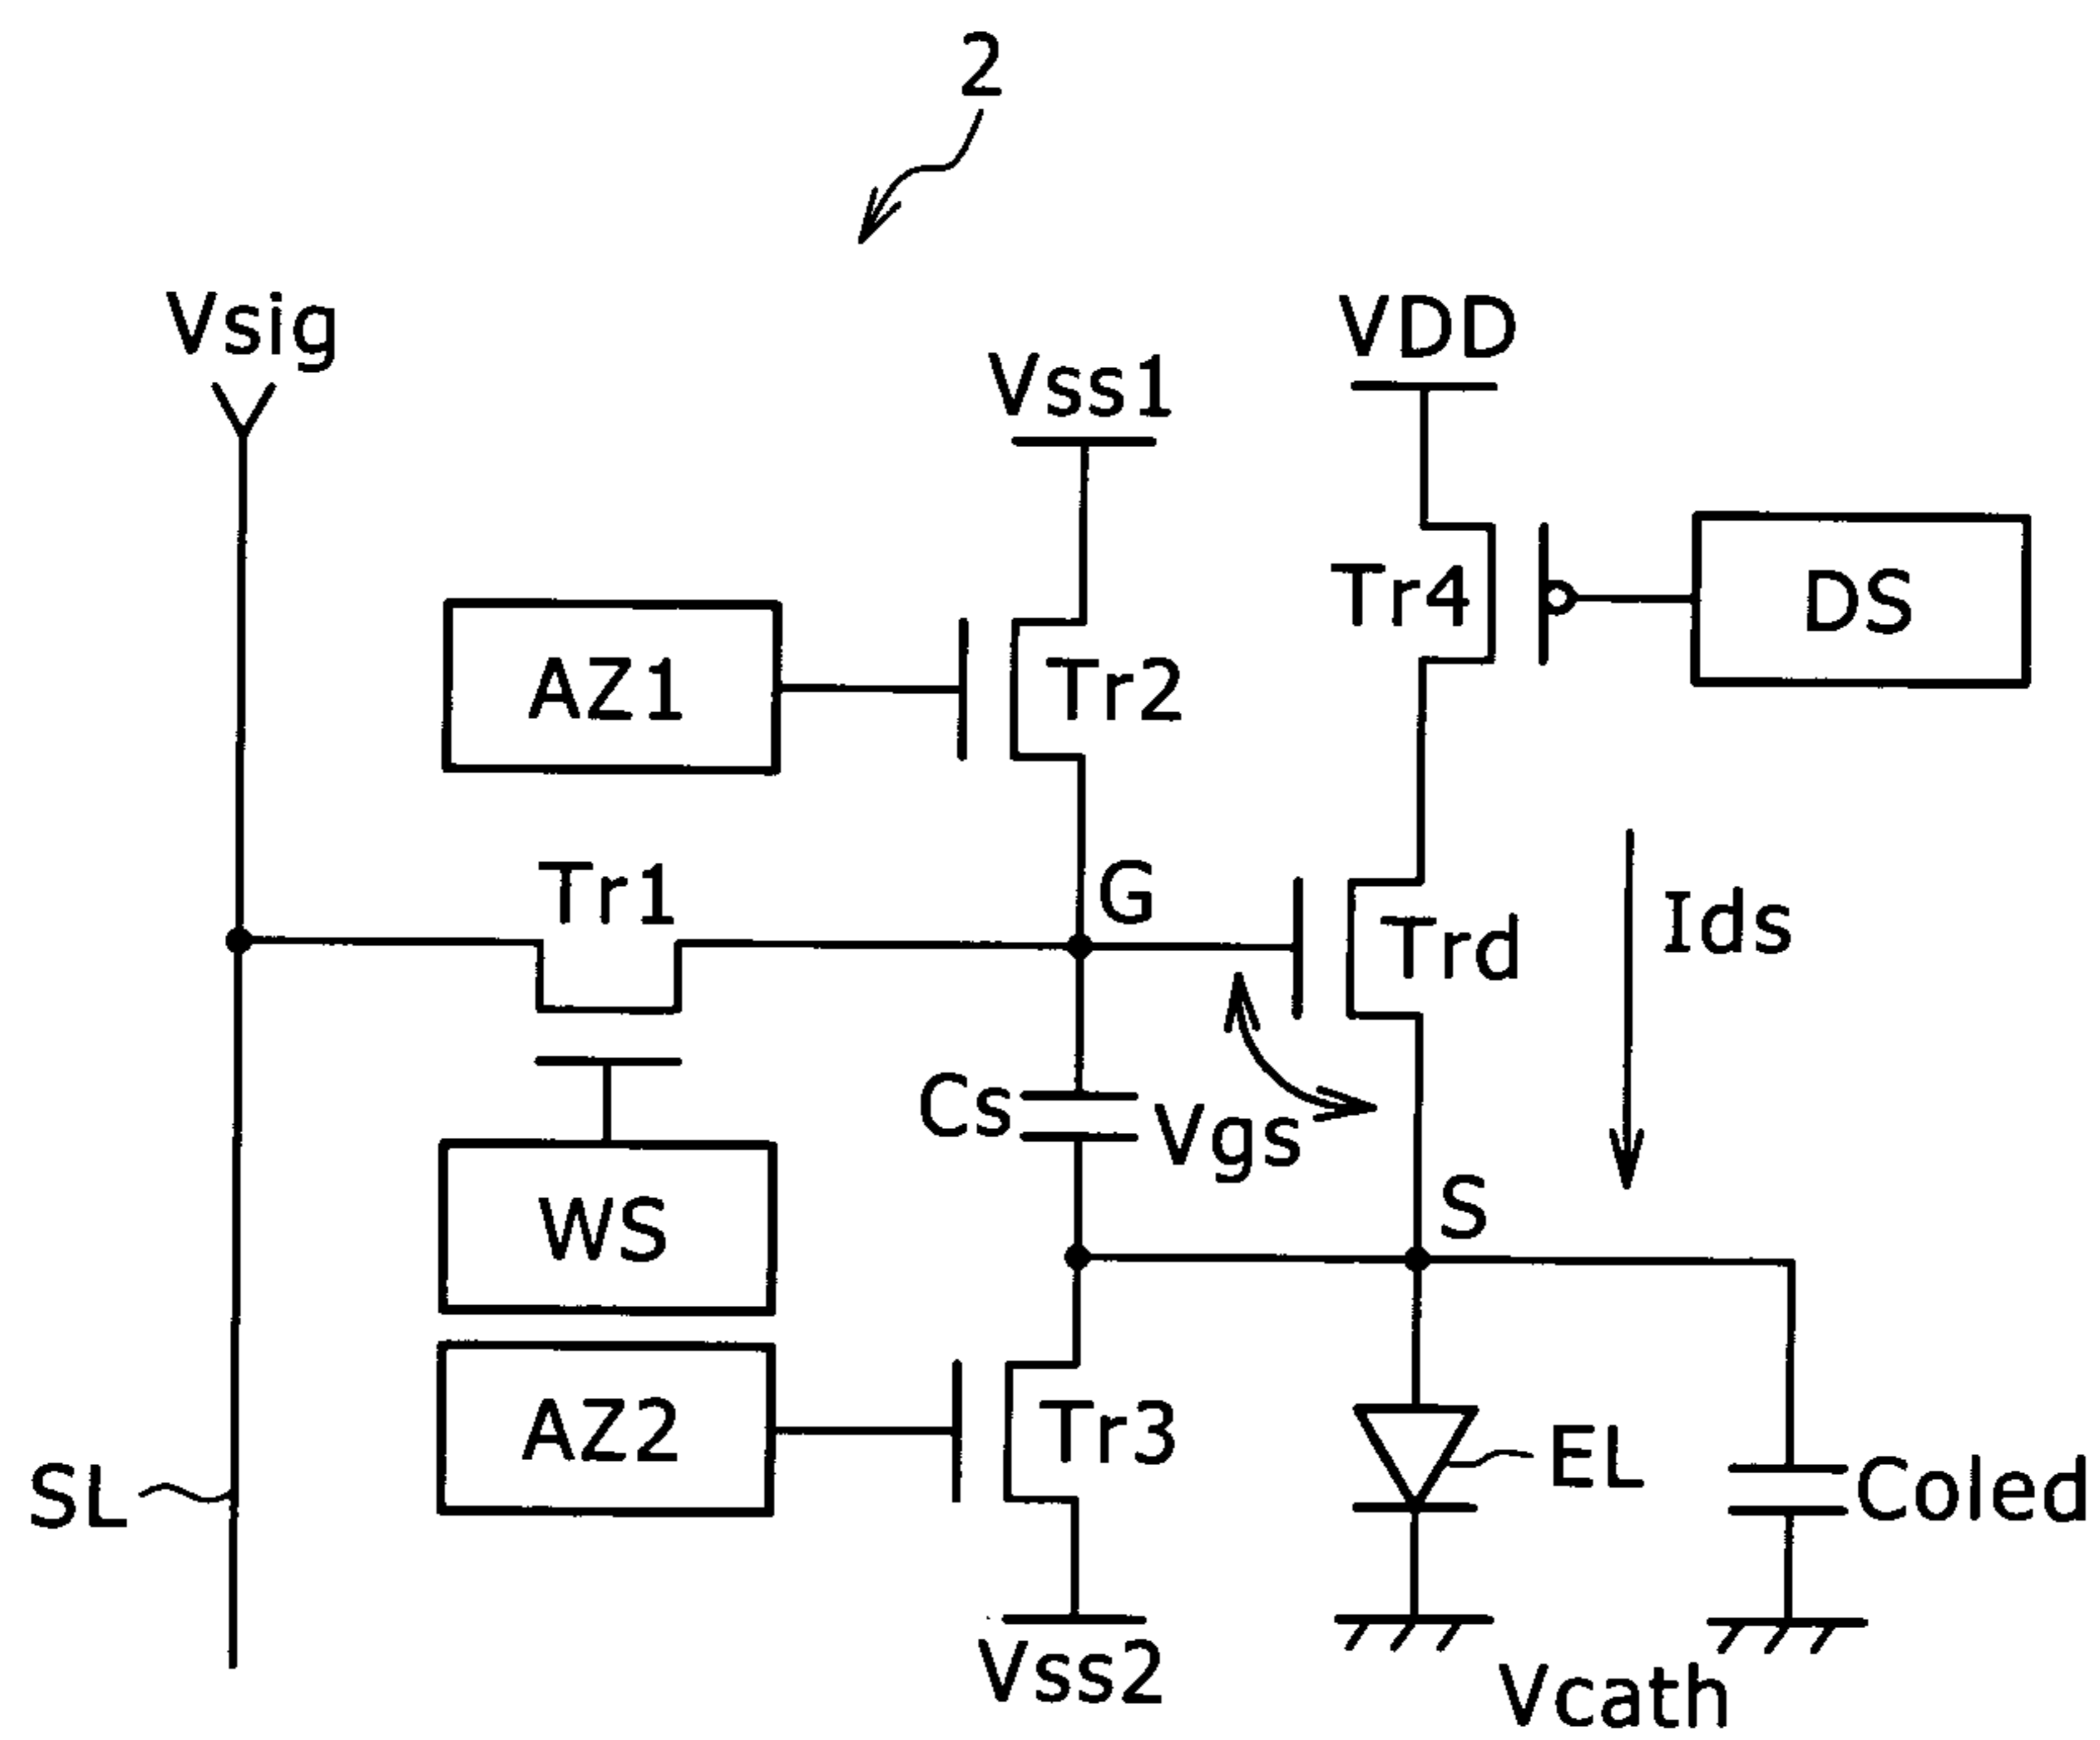 2
Vsig
VDD
Vss1
Tr4
DS
AZ1
Tr2
Tr1
G
Trd
Ids
Cs
Vgs
WS
S
AZ2
Tr3
EL
SL
Coled
Vss2
Vcath